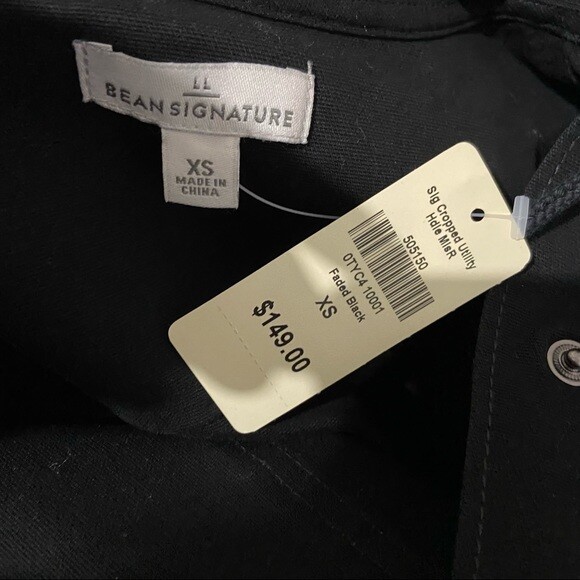 LL
BEAN SIGNATURE
XS
MADE IN
CHINA
Sig Cropped Utility
Hdie MisR
505150
0TYC4 10001
Faded Black
XS
$149.00